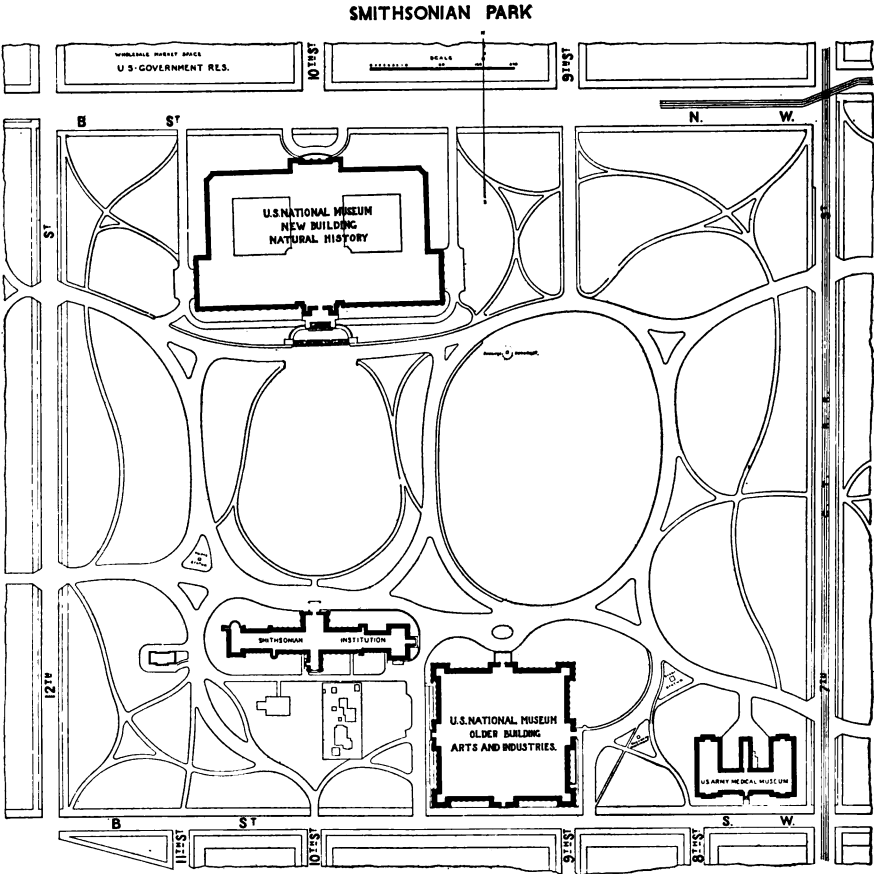 SMITHSONIAN PARK
WHOLESALE MARKET SPACE
U.S. GOVERNMENT RES.
10TH ST
SCALE
9TH ST
B ST
N. W.
ST
ST
U.S. NATIONAL MUSEUM
NEW BUILDING
NATURAL HISTORY
SMITHSONIAN INSTITUTION
12TH
7TH
U.S. NATIONAL MUSEUM
OLDER BUILDING
ARTS AND INDUSTRIES.
U.S ARMY MEDICAL MUSEUM
B ST
S. W.
11TH ST
10TH ST
9TH ST
8TH ST